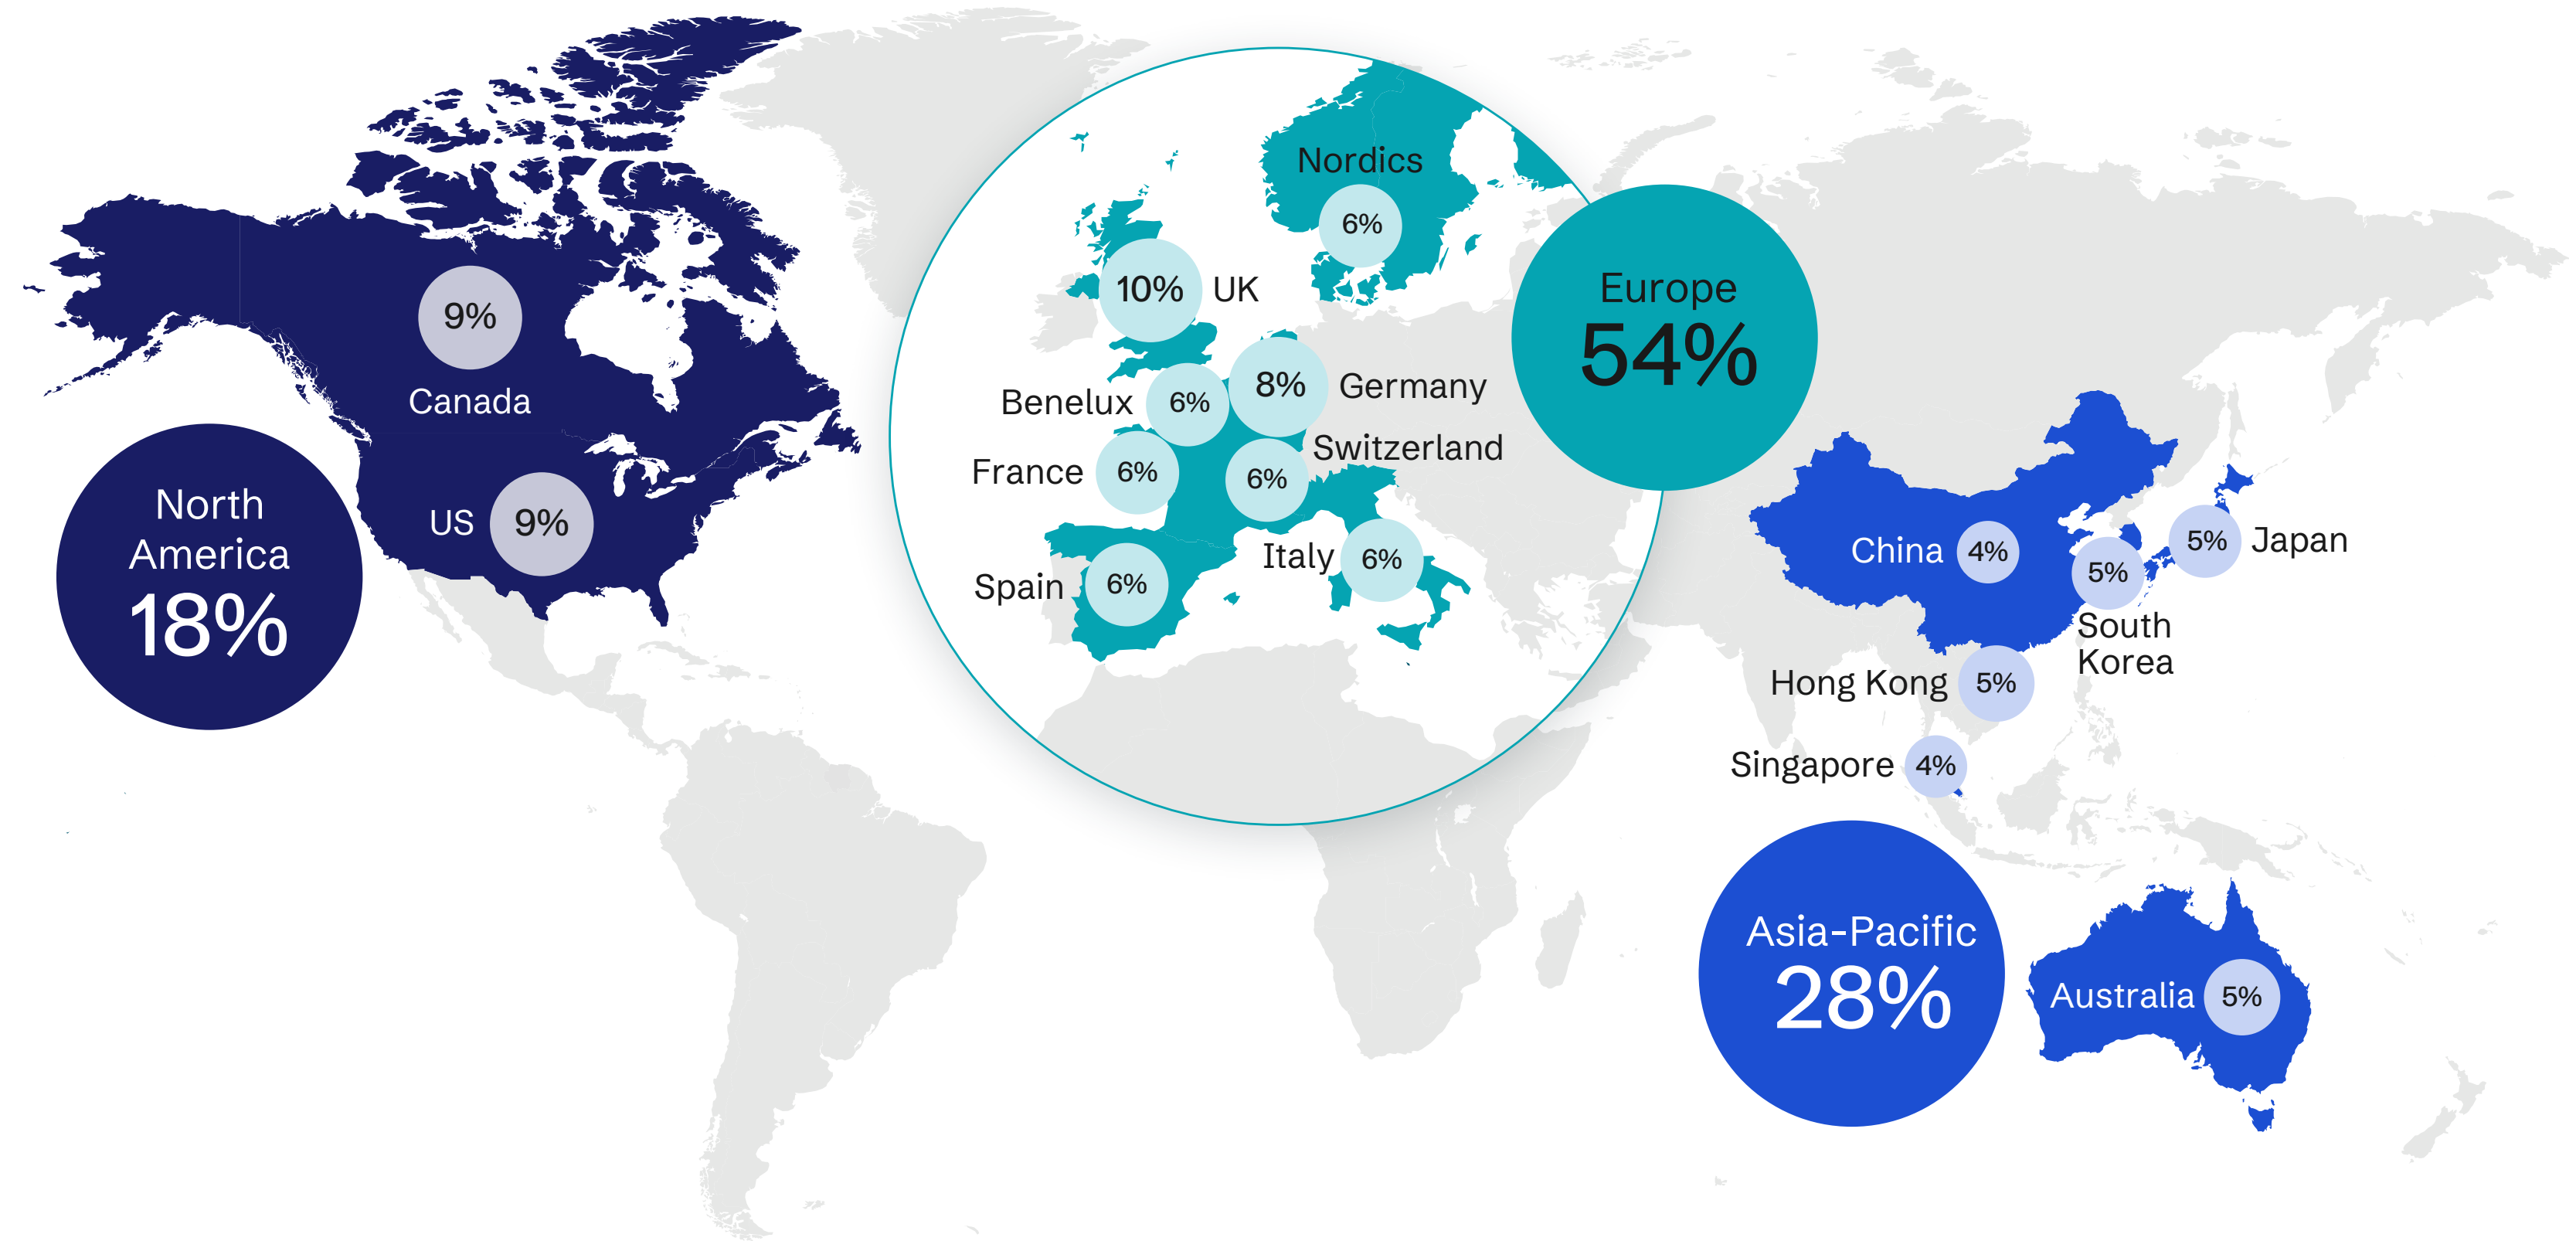 9%
Canada
US
9%
North
America
18%
Nordics
6%
10%
UK
Benelux
6%
8%
Germany
France
6%
Switzerland
6%
Spain
6%
Italy
6%
Europe
54%
China
4%
5%
Japan
5%
South
Korea
Hong Kong
5%
Singapore
4%
Asia-Pacific
28%
Australia
5%